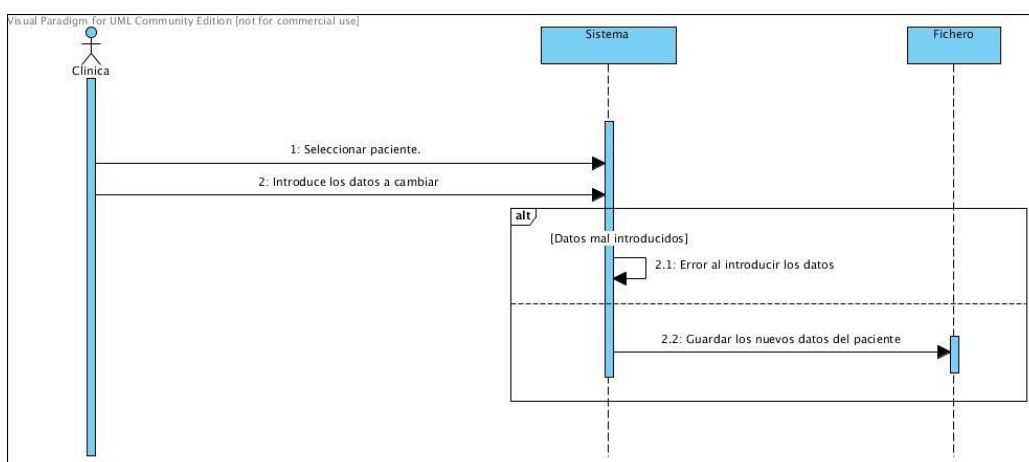 Visual Paradigm for UML Community Edition [not for commercial use]
Sistema
Fichero
Clinica
1: Seleccionar paciente.
2: Introduce los datos a cambiar
alt
[Datos mal introducidos]
2.1: Error al introducir los datos
2.2: Guardar los nuevos datos del paciente